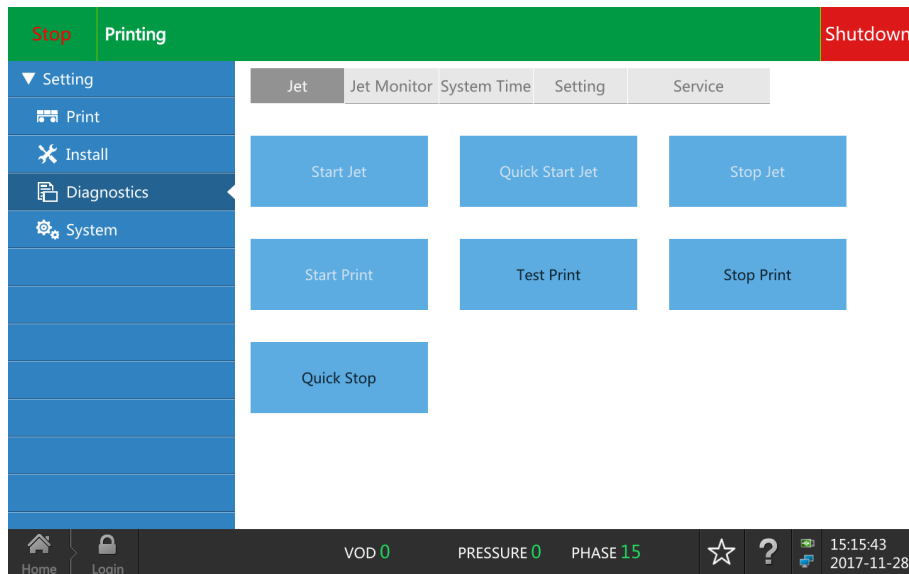 Stop Printing Shutdown
Setting
Print
Install
Diagnostics
System
Jet Jet Monitor System Time Setting Service
Start Jet Quick Start Jet Stop Jet
Start Print Test Print Stop Print
Quick Stop
Home Login VOD 0 PRESSURE 0 PHASE 15 ? 15:15:43
2017-11-28